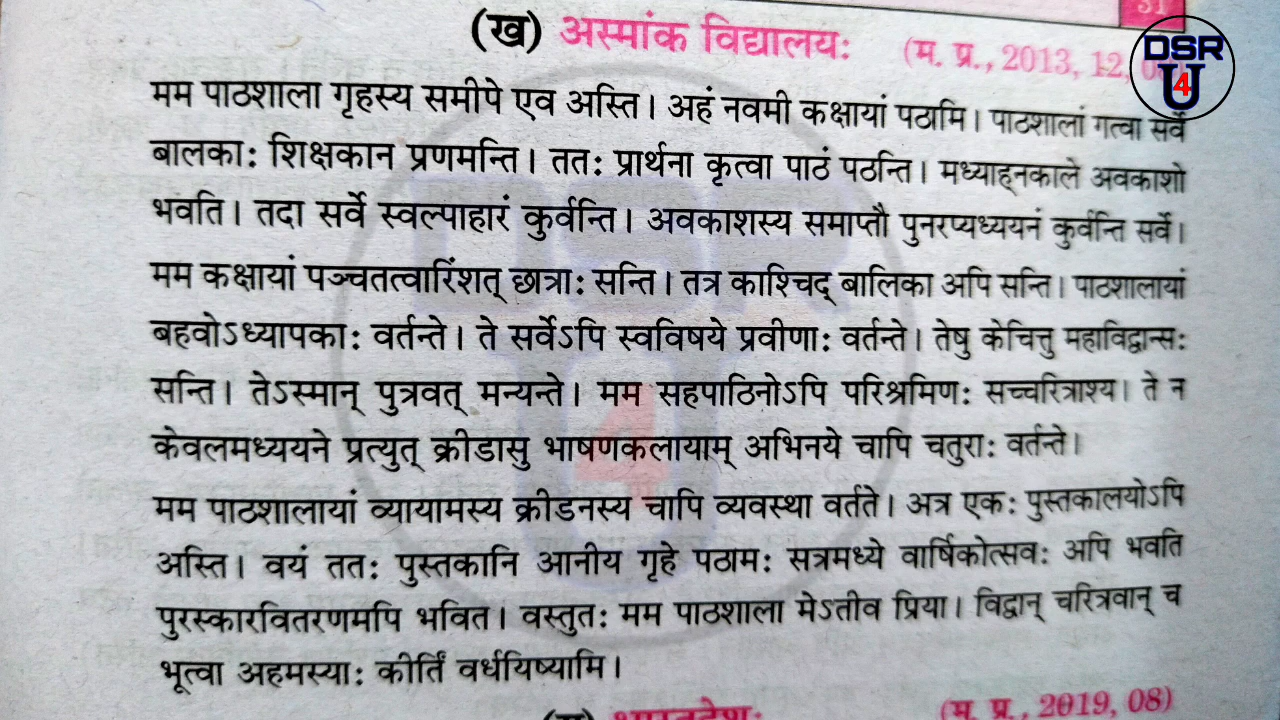 31
(ख) अस्मांक विद्यालयः (म. प्र., 2013, 12,
DSR
U
4
मम पाठशाला गृहस्य समीपे एव अस्ति। अहं नवमी कक्षायां पठामि। पाठशालां गत्वा सर्वे
बालकाः शिक्षकान प्रणमन्ति। ततः प्रार्थना कृत्वा पाठं पठन्ति। मध्याह्नकाले अवकाशो
भवति। तदा सर्वे स्वल्पाहारं कुर्वन्ति। अवकाशस्य समाप्तौ पुनरप्यध्ययनं कुर्वन्ति सर्वे।
मम कक्षायां पञ्चतत्वारिंशत् छात्राः सन्ति। तत्र काश्चिद् बालिका अपि सन्ति। पाठशालायां
बहवोऽध्यापकाः वर्तन्ते। ते सर्वेऽपि स्वविषये प्रवीणाः वर्तन्ते। तेषु केचित्तु महाविद्वान्सः
सन्ति। तेऽस्मान् पुत्रवत् मन्यन्ते। मम सहपाठिनोऽपि परिश्रमिणः सच्चरित्राश्य। ते न
केवलमध्ययने प्रत्युत् क्रीडासु भाषणकलायाम् अभिनये चापि चतुराः वर्तन्ते।
मम पाठशालायां व्यायामस्य क्रीडनस्य चापि व्यवस्था वर्तते। अत्र एकः पुस्तकालयोऽपि
अस्ति। वयं ततः पुस्तकानि आनीय गृहे पठामः सत्रमध्ये वार्षिकोत्सवः अपि भवति
पुरस्कारवितरणमपि भवित। वस्तुतः मम पाठशाला मेऽतीव प्रिया। विद्वान् चरित्रवान् च
भूत्वा अहमस्याः कीर्तिं वर्धयिष्यामि।
(म. प्र., 2019, 08)